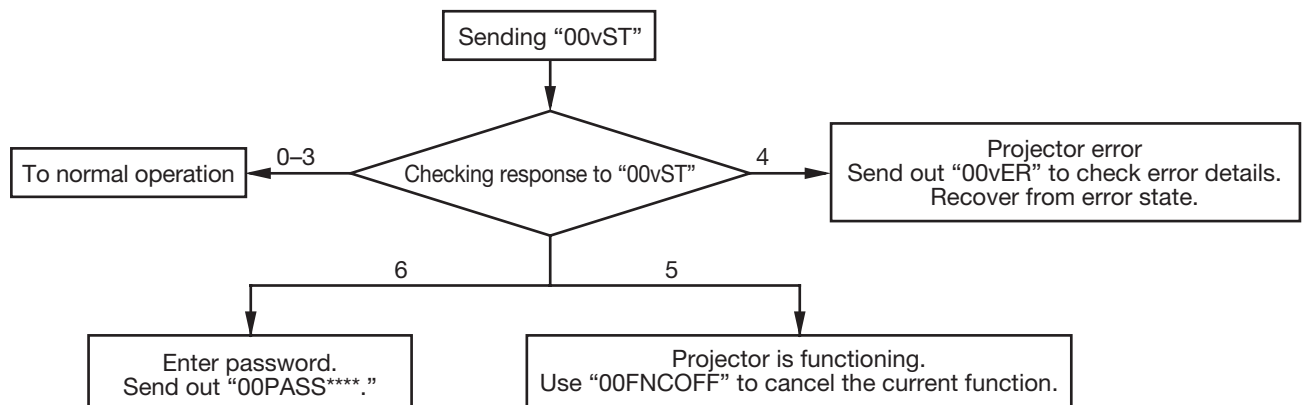 Sending “00vST”
0–3
4
To normal operation
Checking response to “00vST”
Projector error
Send out “00vER” to check error details.
Recover from error state.
6
5
Enter password.
Send out “00PASS****.”
Projector is functioning.
Use “00FNCOFF” to cancel the current function.